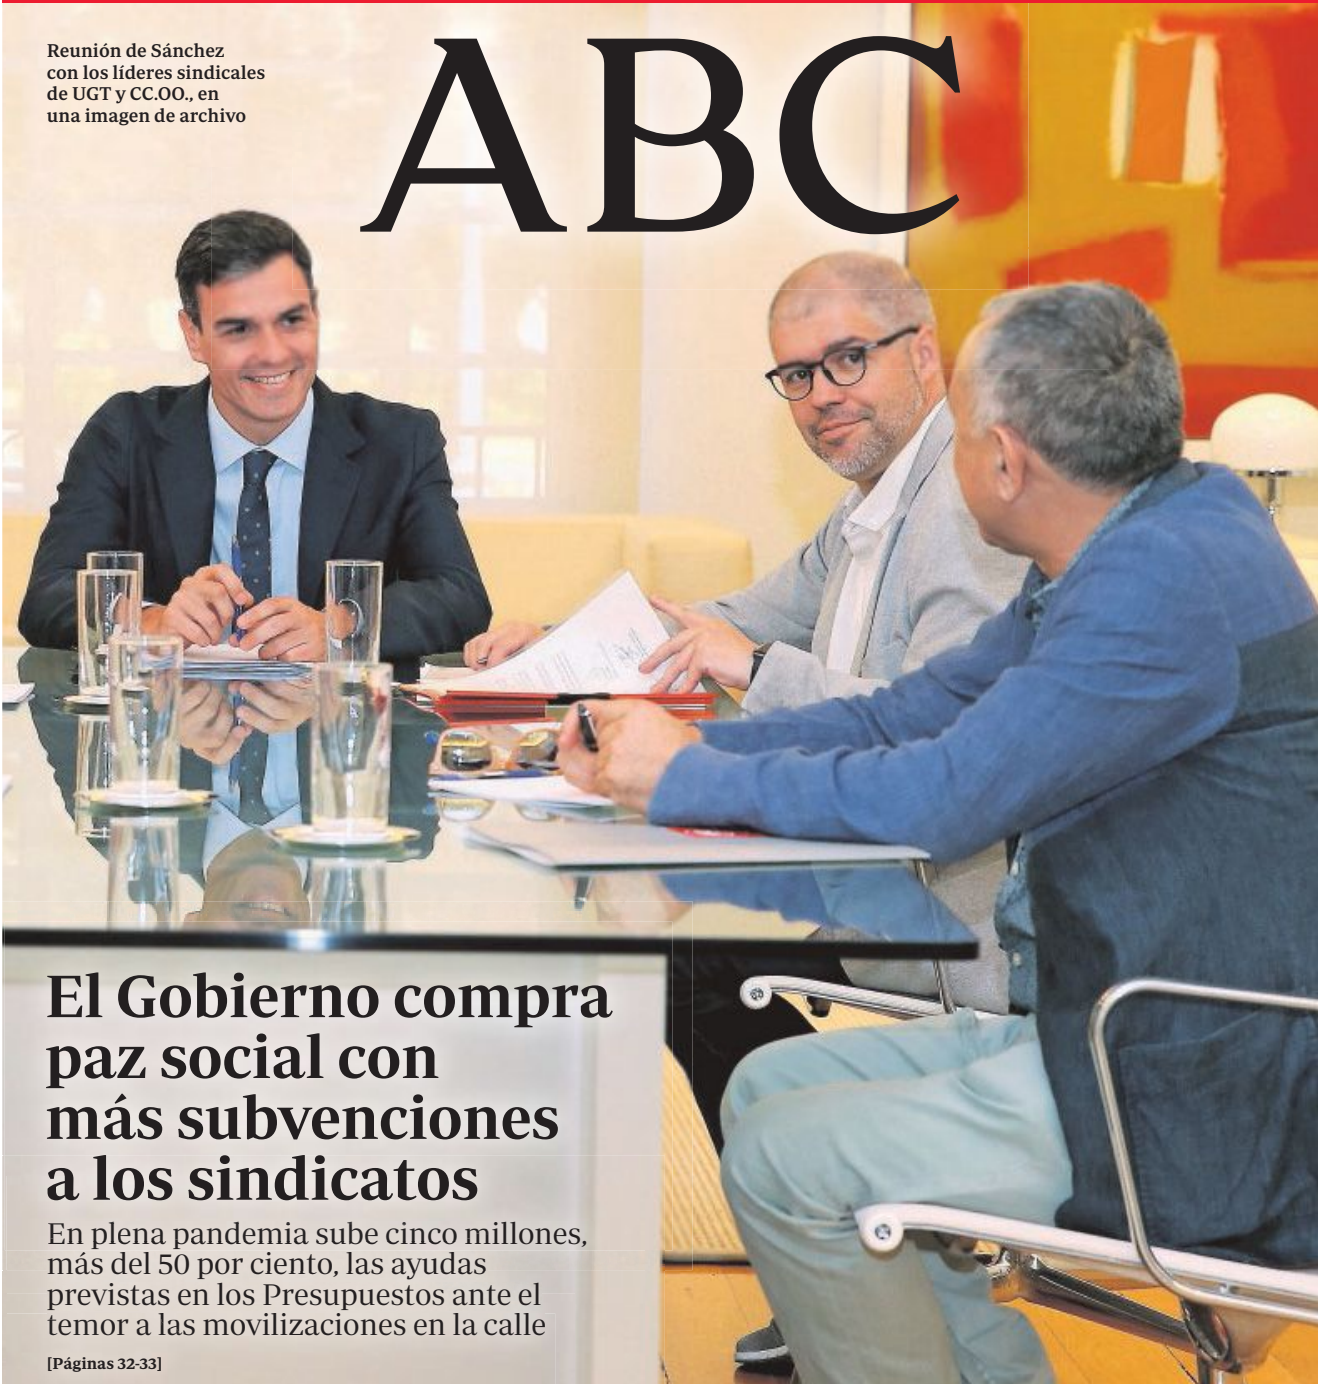 Reunión de Sánchez
con los líderes sindicales
de UGT y CC.OO., en
una imagen de archivo
ABC
El Gobierno compra
paz social con
más subvenciones
a los sindicatos
En plena pandemia sube cinco millones,
más del 50 por ciento, las ayudas
previstas en los Presupuestos ante el
temor a las movilizaciones en la calle
[Páginas 32-33]